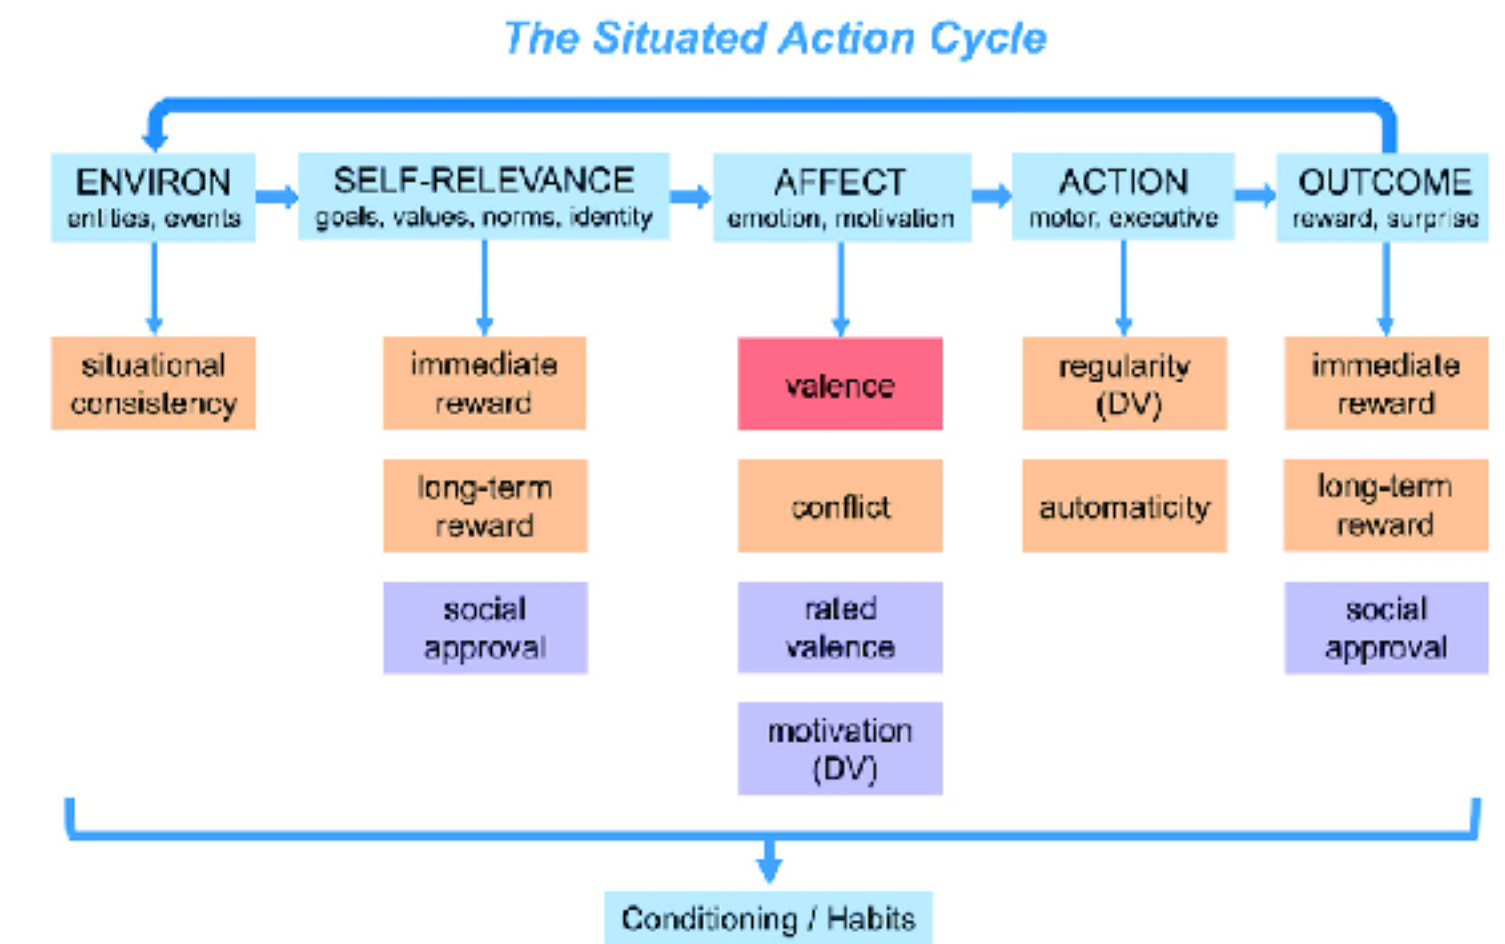 The Situated Action Cycle
ENVIRON
entities, events
SELF-RELEVANCE
goals, values, norms, identity
AFFECT
emotion, motivation
ACTION
motor, executive
OUTCOME
reward, surprise
situational
consistency
immediate
reward
valence
regularity
(DV)
immediate
reward
long-term
reward
conflict
automaticity
long-term
reward
social
approval
rated
valence
social
approval
motivation
(DV)
Conditioning / Habits